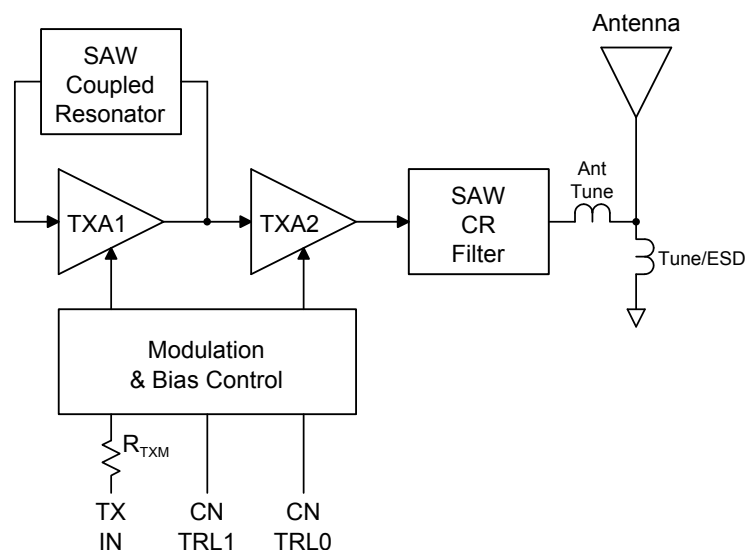 Antenna
SAW
Coupled
Resonator
Ant
Tune
TXA1
TXA2
SAW
CR
Filter
Tune/ESD
Modulation
& Bias Control
RTXM
TX
IN
CN
TRL1
CN
TRL0